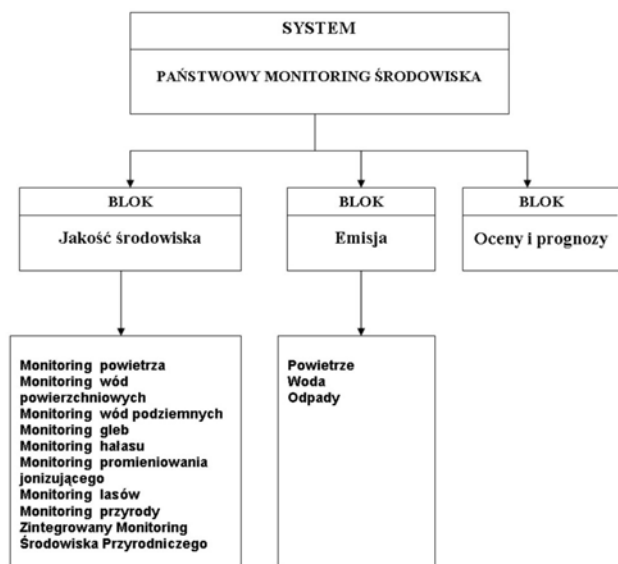 SYSTEM
PAŃSTWOWY MONITORING ŚRODOWISKA
BLOK
Jakość środowiska
BLOK
Emisja
BLOK
Oceny i prognozy
Monitoring powietrza
Monitoring wód
powierzchniowych
Monitoring wód podziemnych
Monitoring gleb
Monitoring hałasu
Monitoring promieniowania
jonizującego
Monitoring lasów
Monitoring przyrody
Zintegrowany Monitoring
Środowiska Przyrodniczego
Powietrze
Woda
Odpady